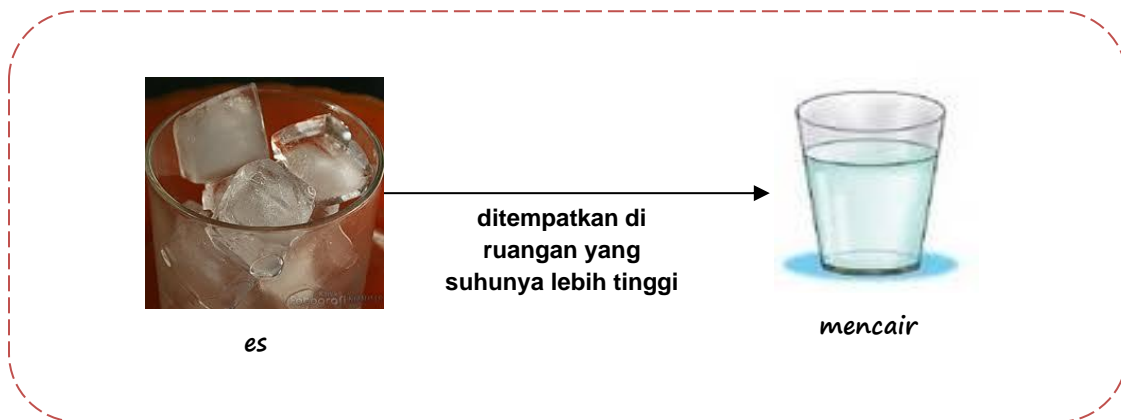 ditempatkan di
ruangan yang
suhunya lebih tinggi
es
mencair